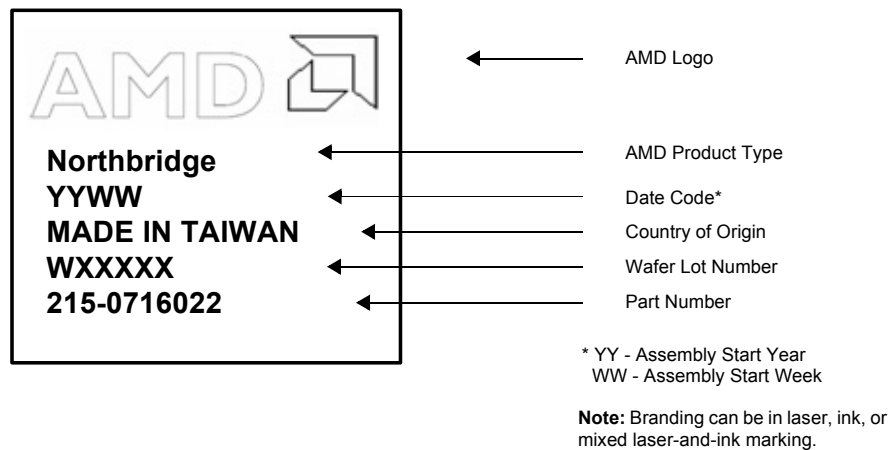 AMD
AMD Logo
Northbridge
AMD Product Type
YYWW
Date Code*
MADE IN TAIWAN
Country of Origin
WXXXXX
Wafer Lot Number
215-0716022
Part Number
* YY - Assembly Start Year
WW - Assembly Start Week
Note: Branding can be in laser, ink, or
mixed laser-and-ink marking.